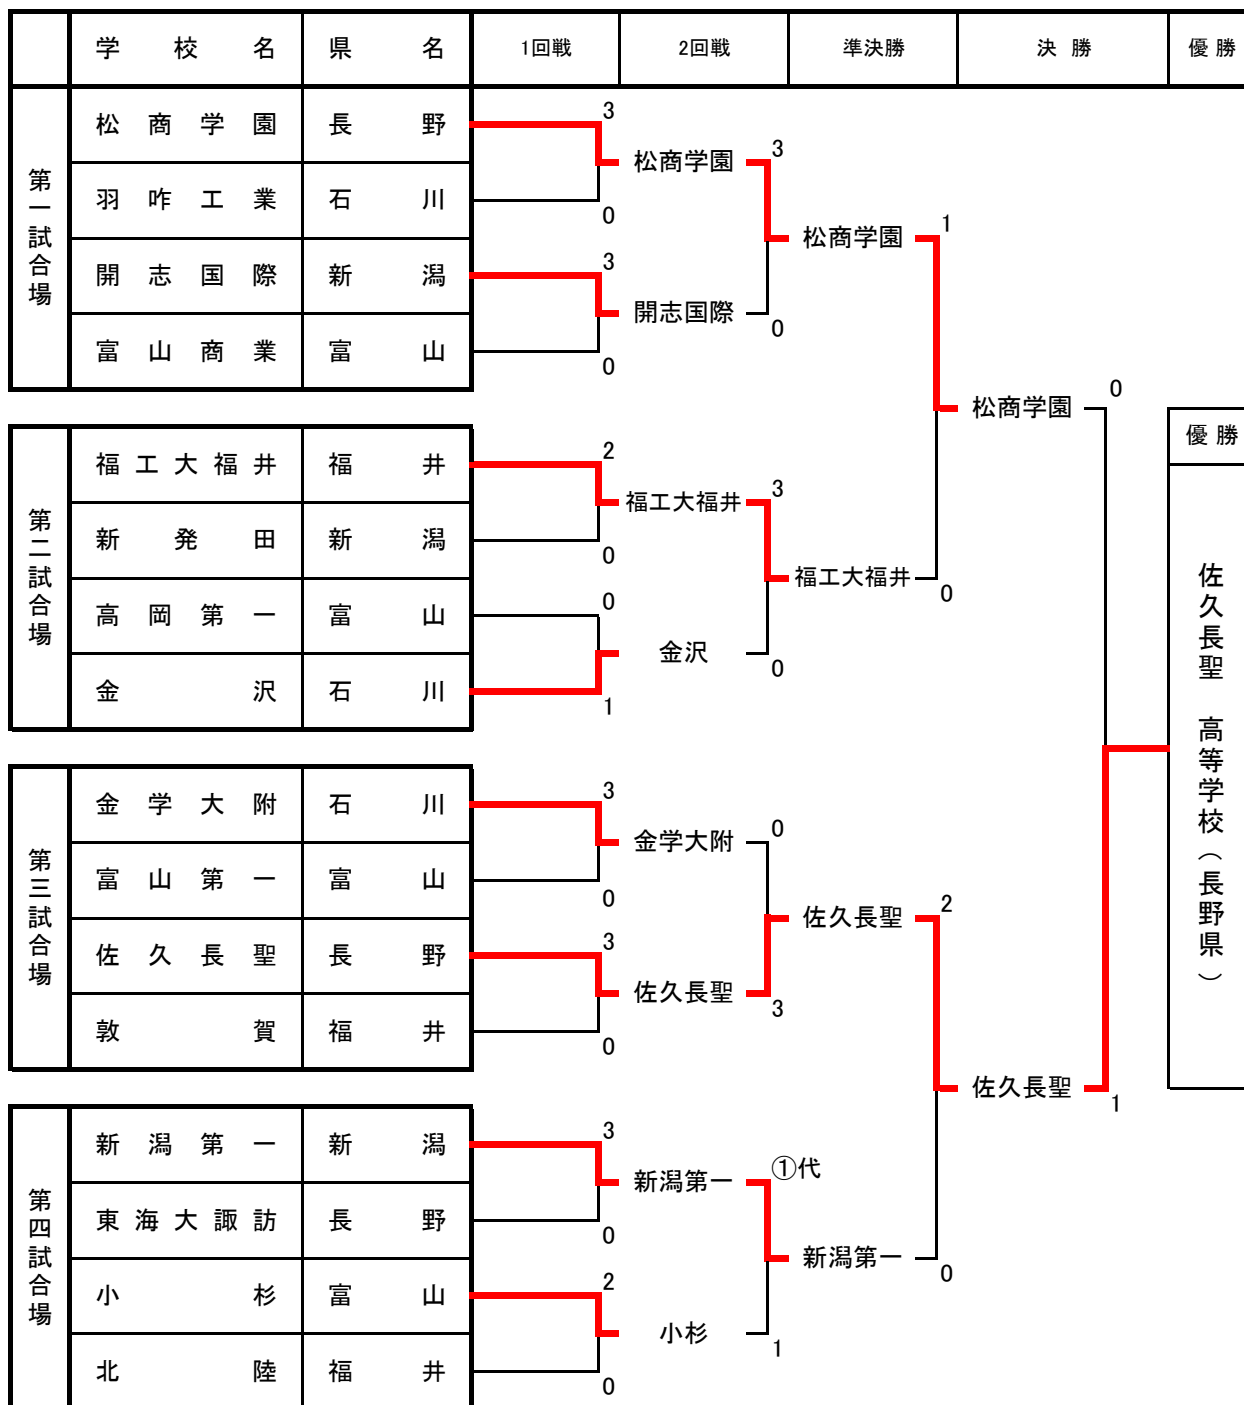 学校名 県名 1回戦 2回戦 準決勝 決勝 優勝
第一試合場
松商学園 長野 3
羽咋工業 石川 0
開志国際 新潟 3
富山商業 富山 0
松商学園 3
開志国際 0
松商学園 1
第二試合場
福工大福井 福井 2
新発田 新潟 0
高岡第一 富山 0
金沢 石川 1
福工大福井 3
金沢 0
福工大福井 0
松商学園 0
第三試合場
金学大附 石川 3
富山第一 富山 0
佐久長聖 長野 3
敦賀 福井 0
金学大附 0
佐久長聖 3
佐久長聖 2
第四試合場
新潟第一 新潟 3
東海大諏訪 長野 0
小杉 富山 2
北陸 福井 0
新潟第一 ①代
小杉 1
新潟第一 0
佐久長聖 1
優勝
佐久長聖 高等学校（長野県）